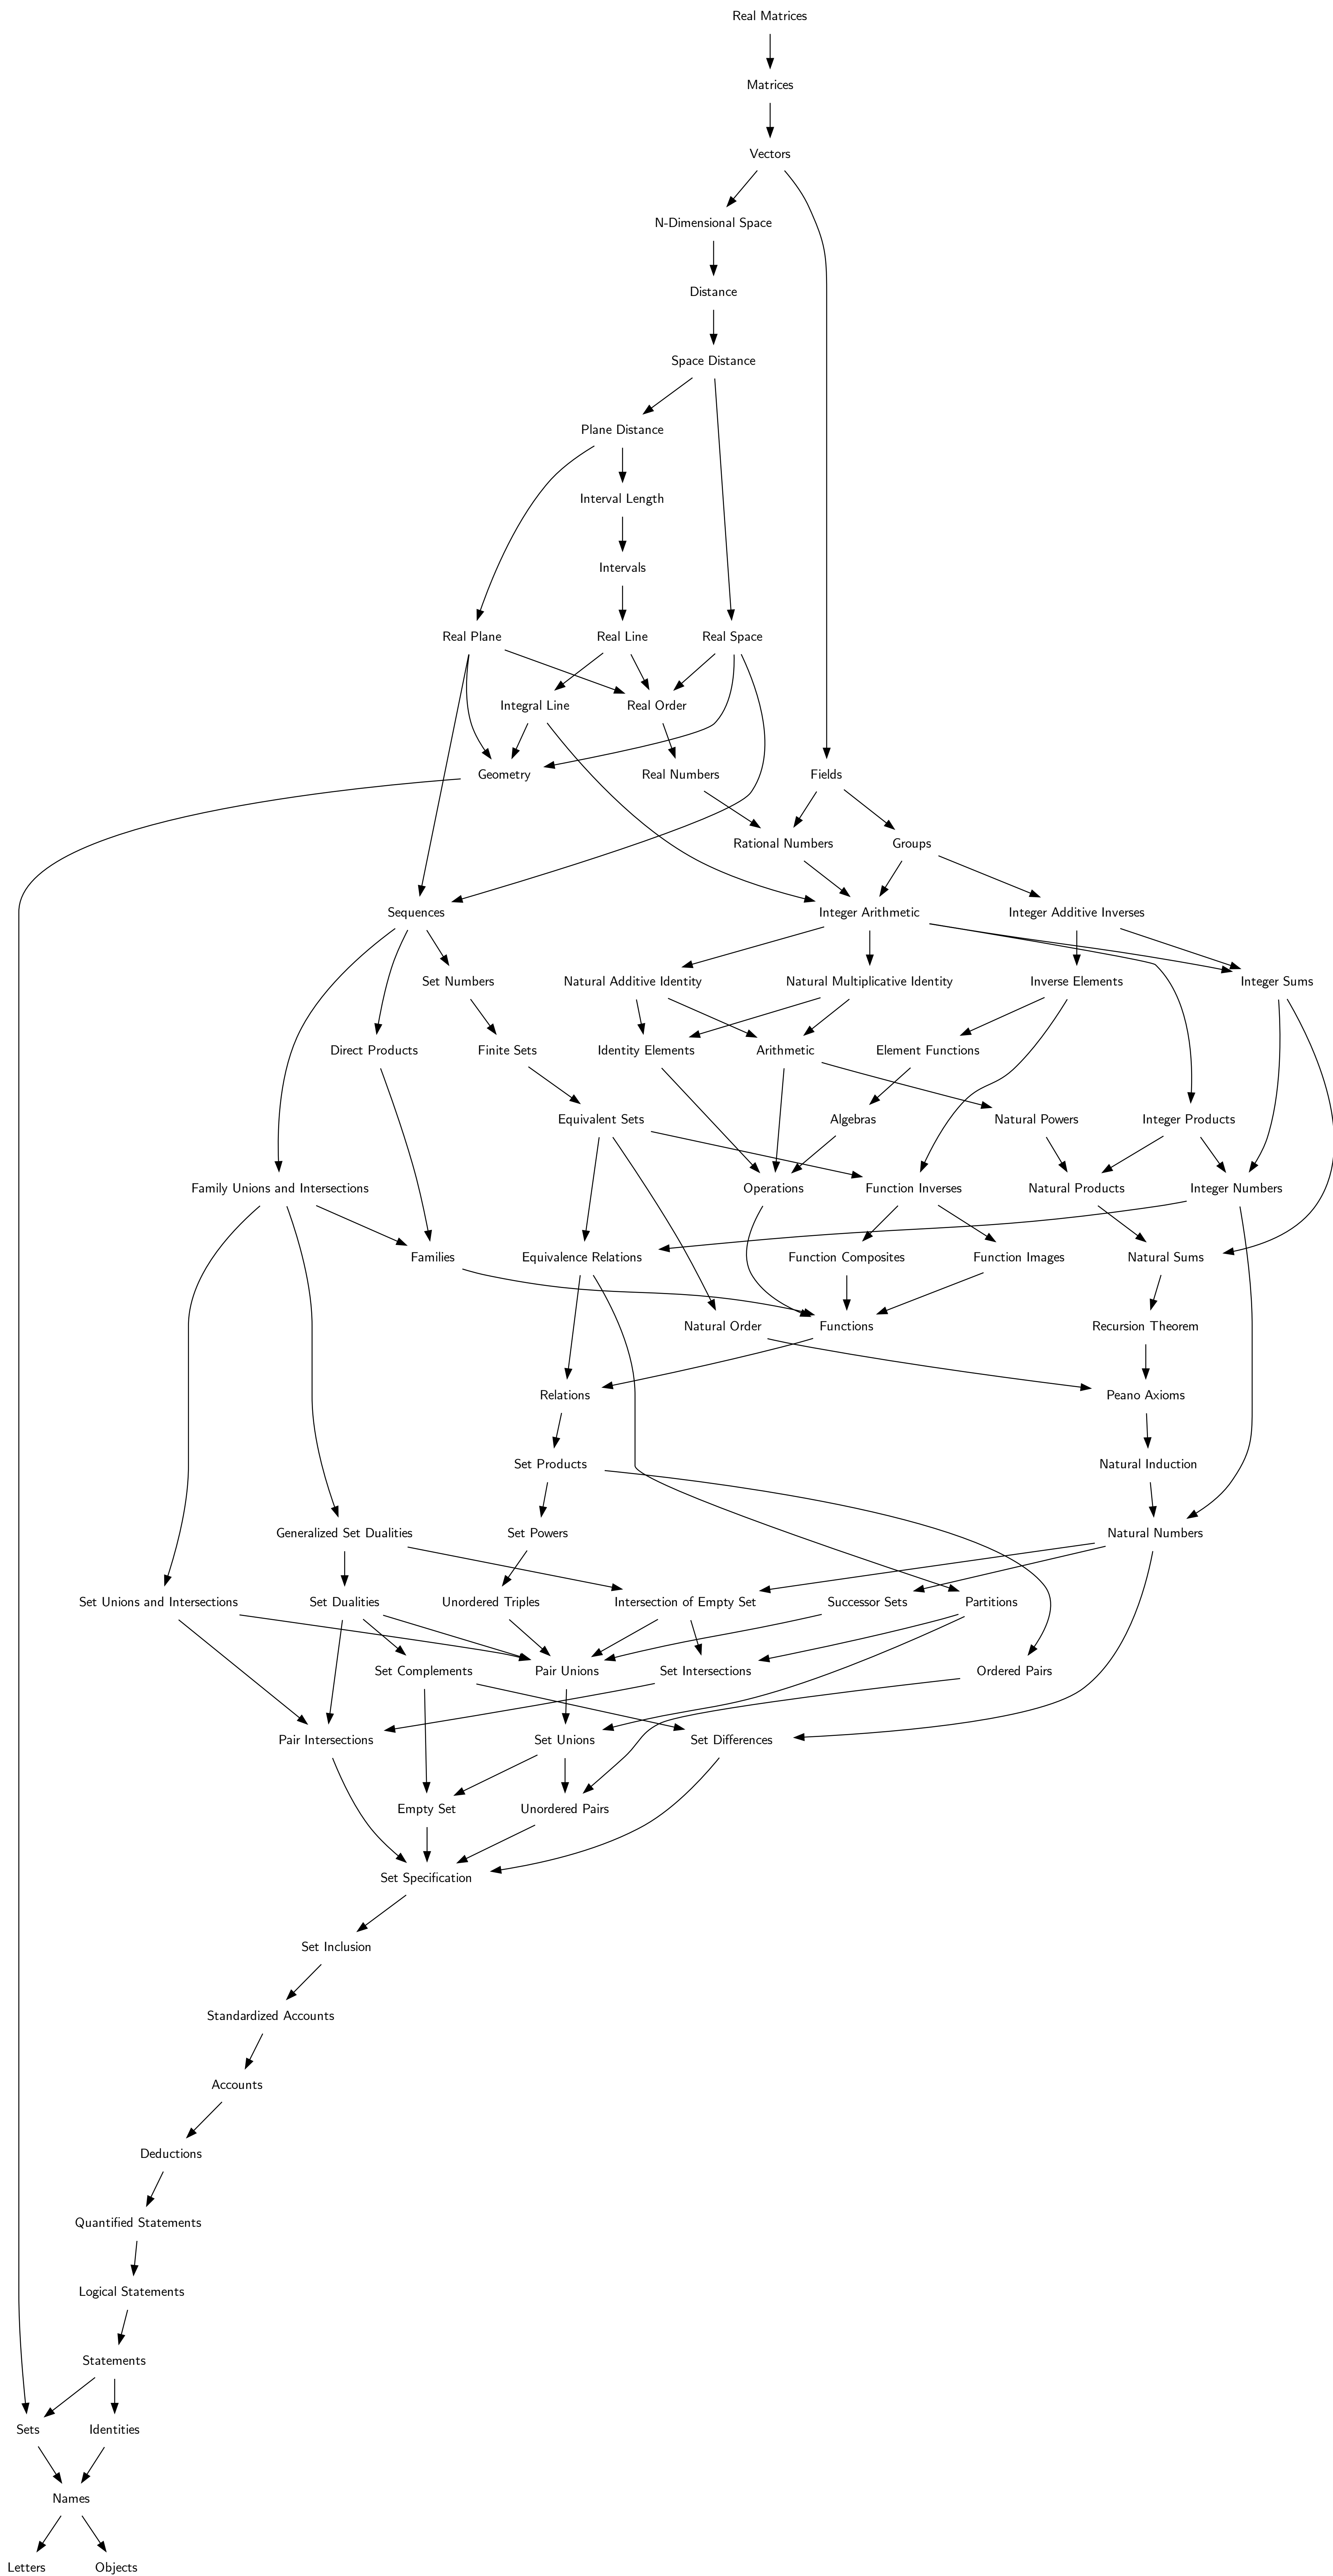 Real Matrices
Matrices
Vectors
N-Dimensional Space
Distance
Space Distance
Plane Distance
Interval Length
Intervals
Real Plane
Real Line
Real Space
Integral Line
Real Order
Geometry
Real Numbers
Fields
Rational Numbers
Groups
Sequences
Integer Arithmetic
Integer Additive Inverses
Set Numbers
Natural Additive Identity
Natural Multiplicative Identity
Inverse Elements
Integer Sums
Direct Products
Finite Sets
Identity Elements
Arithmetic
Element Functions
Equivalent Sets
Algebras
Natural Powers
Integer Products
Family Unions and Intersections
Operations
Function Inverses
Natural Products
Integer Numbers
Families
Equivalence Relations
Function Composites
Function Images
Natural Sums
Natural Order
Functions
Recursion Theorem
Relations
Peano Axioms
Set Products
Natural Induction
Generalized Set Dualities
Set Powers
Natural Numbers
Set Unions and Intersections
Set Dualities
Unordered Triples
Intersection of Empty Set
Successor Sets
Partitions
Set Complements
Pair Unions
Set Intersections
Ordered Pairs
Pair Intersections
Set Unions
Set Differences
Empty Set
Unordered Pairs
Set Specification
Set Inclusion
Standardized Accounts
Accounts
Deductions
Quantified Statements
Logical Statements
Statements
Sets
Identities
Names
Letters
Objects